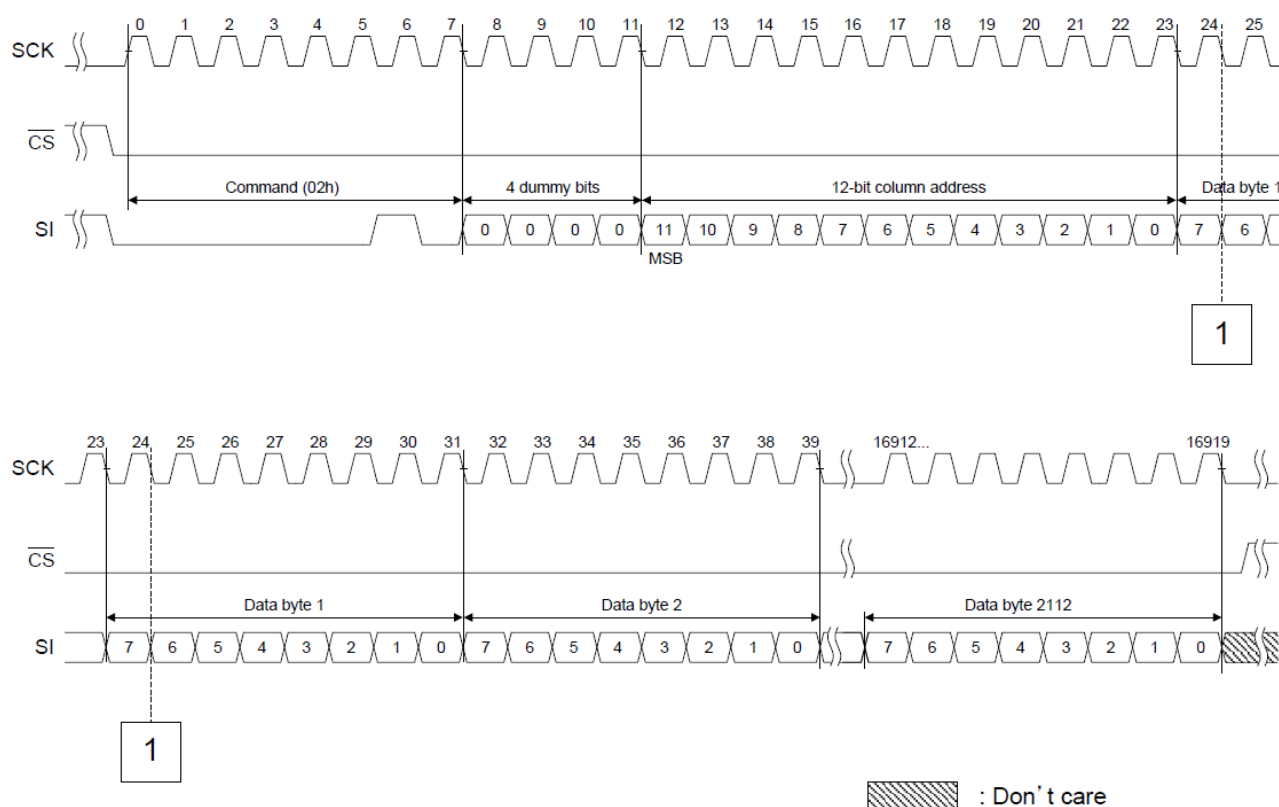 0 1 2 3 4 5 6 7 8 9 10 11 12 13 14 15 16 17 18 19 20 21 22 23 24 25
SCK
CS
Command (02h) 4 dummy bits 12-bit column address Data byte 1
SI 0 0 0 0 11 10 9 8 7 6 5 4 3 2 1 0 7 6
MSB
1
23 24 25 26 27 28 29 30 31 32 33 34 35 36 37 38 39 16912... 16919
SCK
CS
Data byte 1 Data byte 2 Data byte 2112
SI 7 6 5 4 3 2 1 0 7 6 5 4 3 2 1 0 7 6 5 4 3 2 1 0
1
: Don't care